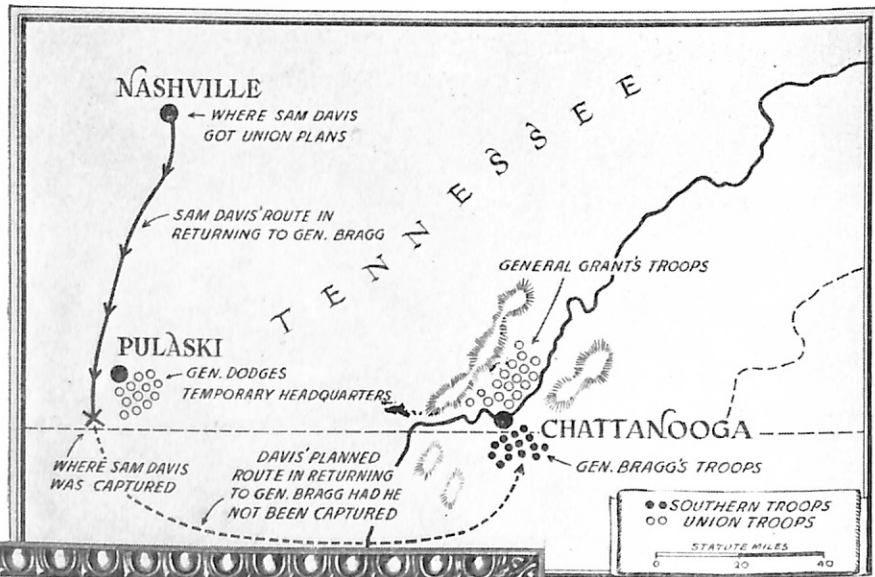 NASHVILLE
WHERE SAM DAVIS
GOT UNION PLANS
TENNESSEE
SAM DAVIS' ROUTE IN
RETURNING TO GEN. BRAGG
GENERAL GRANT'S TROOPS
PULASKI
GEN. DODGES
TEMPORARY HEADQUARTERS
CHATTANOOGA
WHERE SAM DAVIS
WAS CAPTURED
DAVIS' PLANNED
ROUTE IN RETURNING
TO GEN. BRAGG HAD HE
NOT BEEN CAPTURED
GEN. BRAGG'S TROOPS
SOUTHERN TROOPS
UNION TROOPS
STATUTE MILES
0 20 40